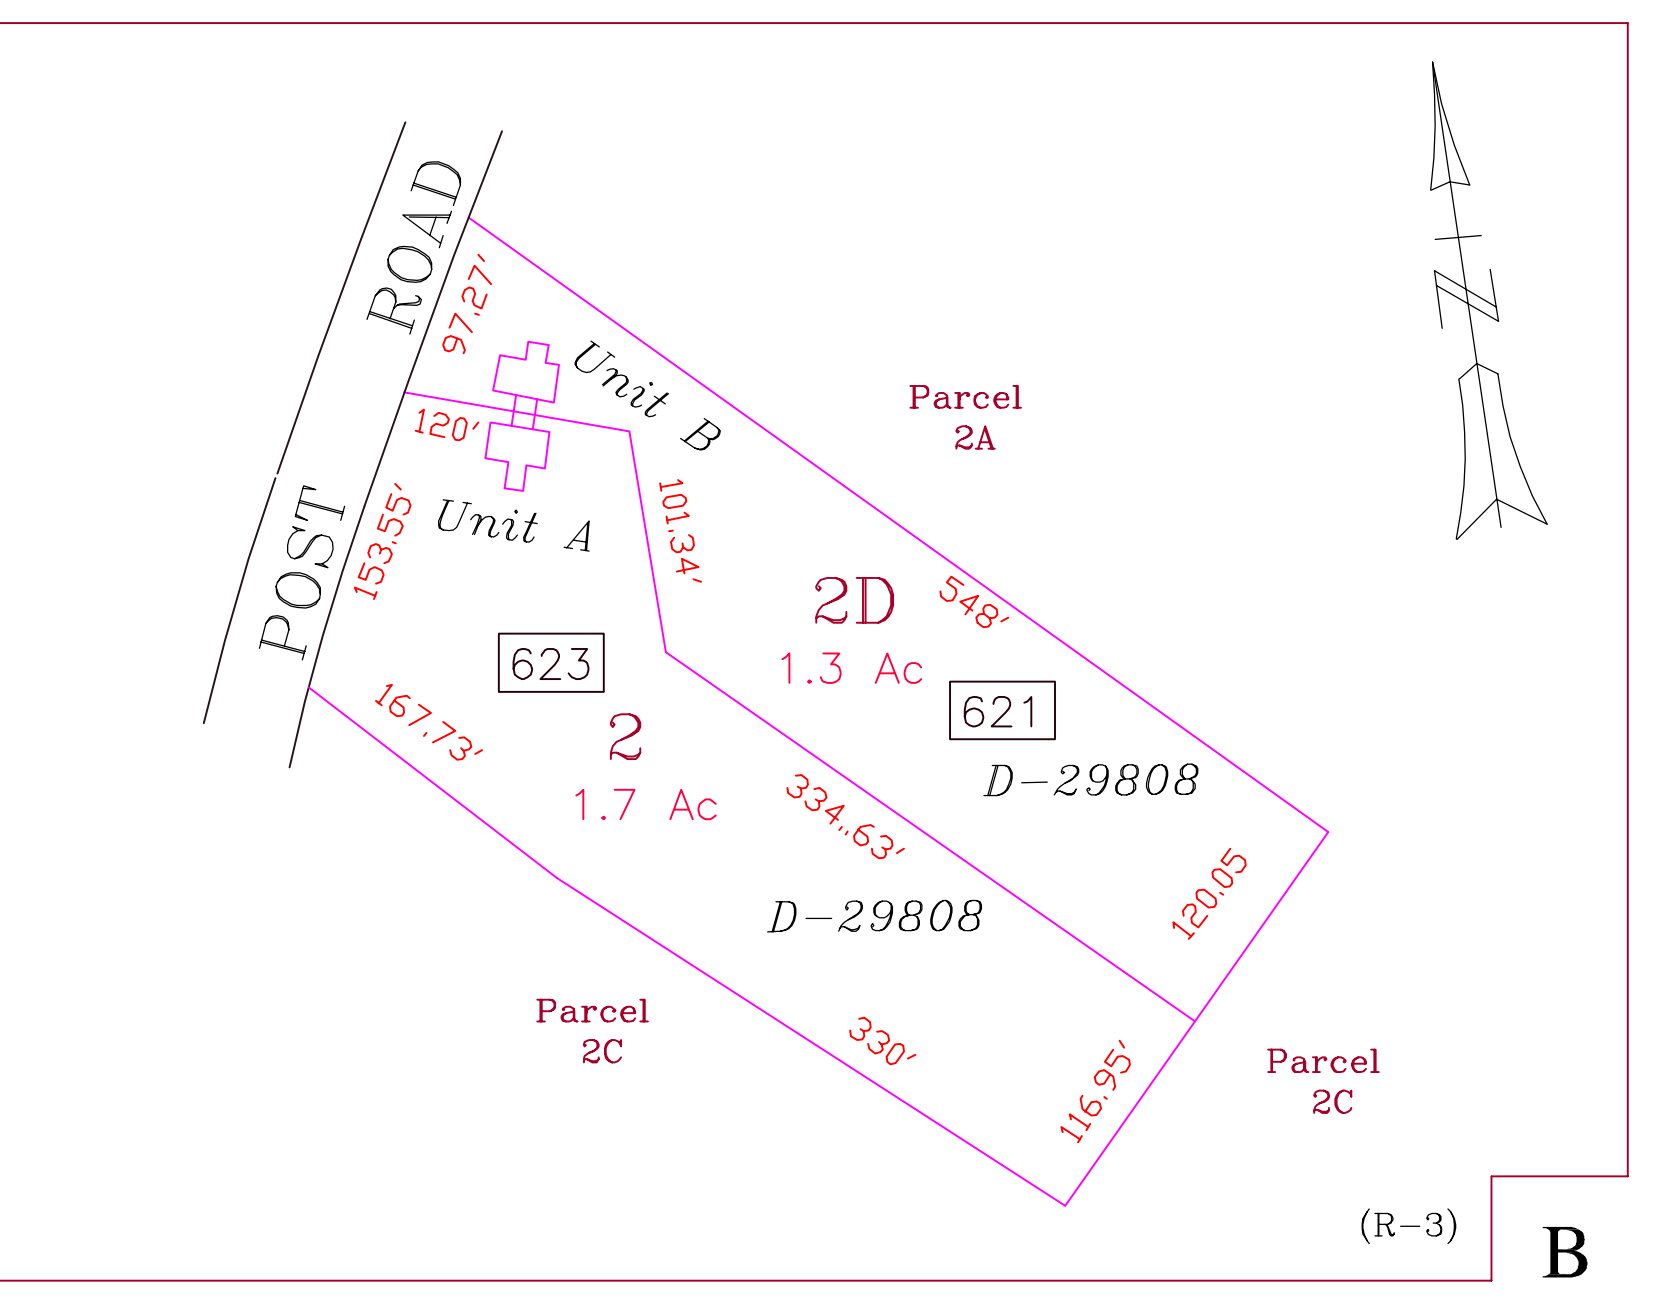 POST ROAD
97.27'
Unit B
120'
Parcel
2A
101.34'
Unit A
153.55'
2D
1.3 Ac
548'
623
621
167.73'
2
1.7 Ac
D-29808
334..63'
D-29808
120.05
Parcel
2C
330'
116.95'
Parcel
2C
N
(R-3)
B